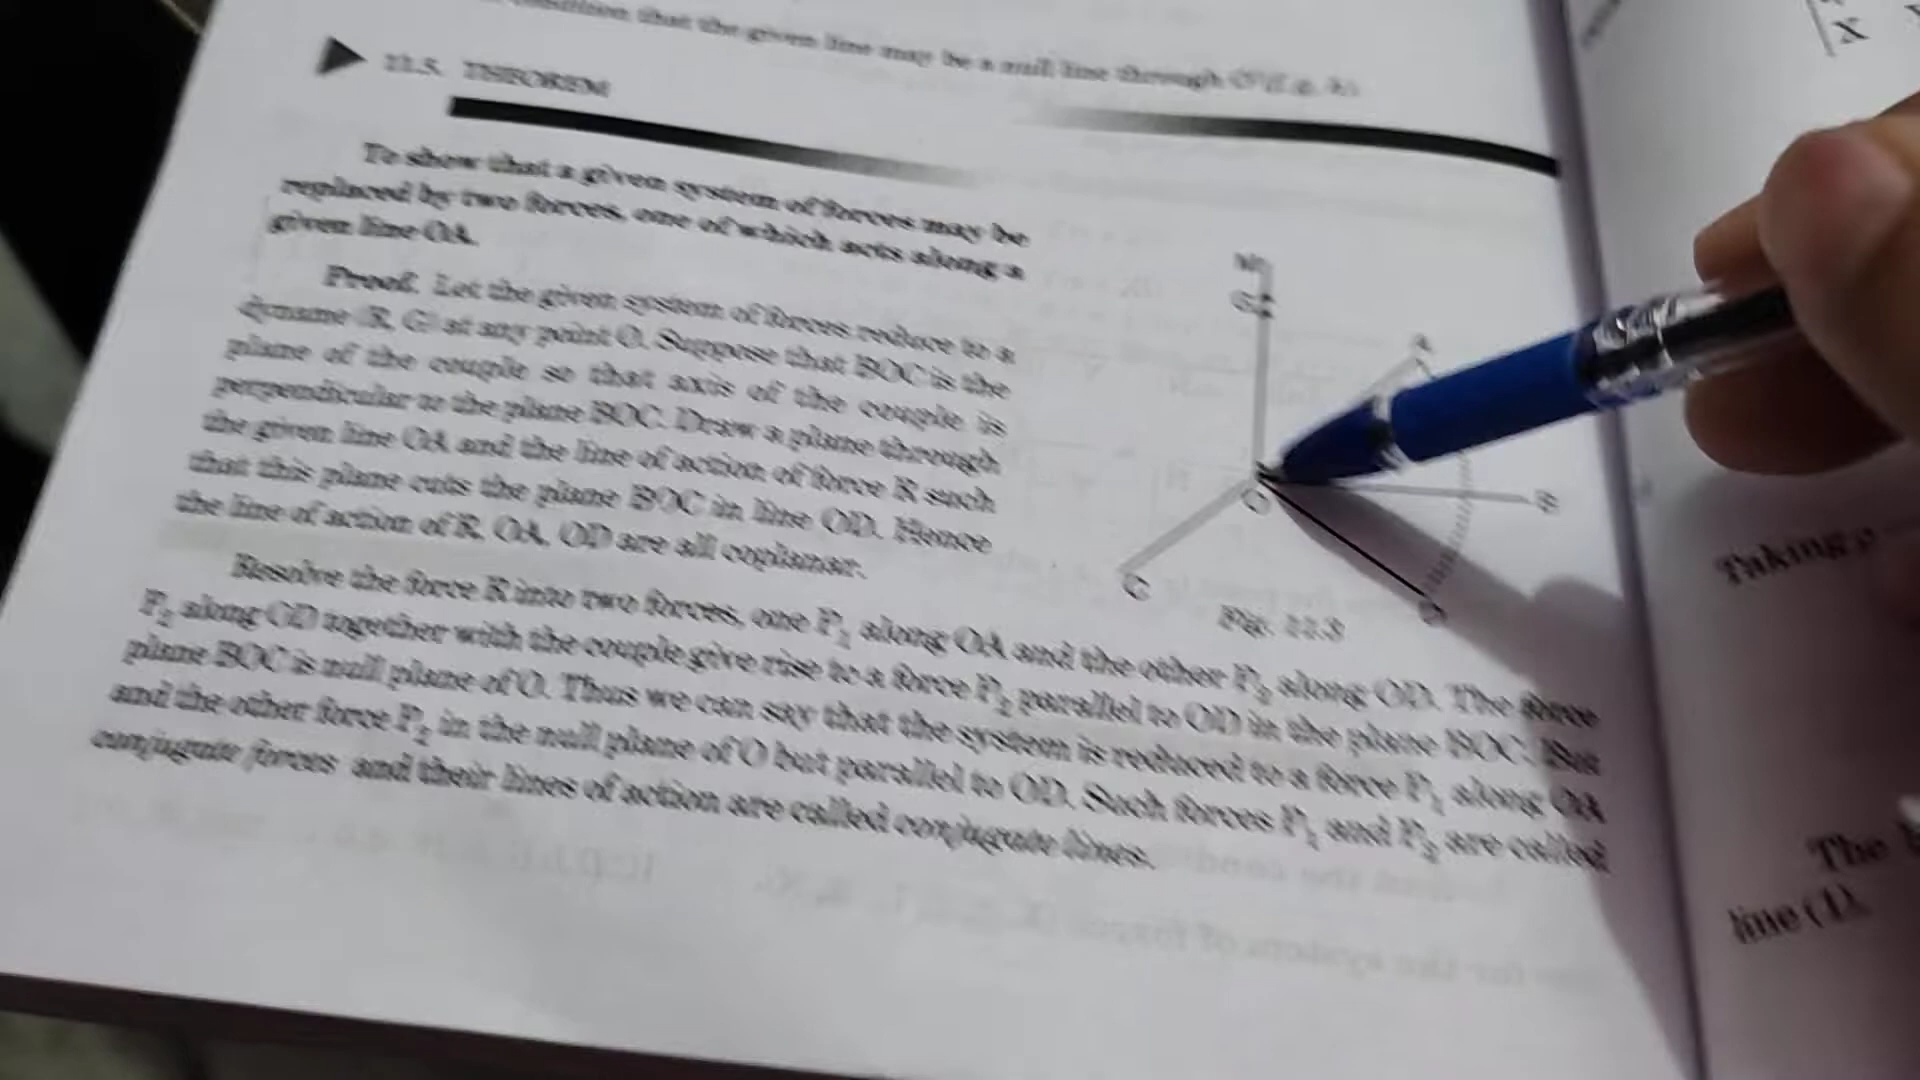 condition that the given line may be a null line through O' (f, g, h).
11.5. THEOREM
To show that a given system of forces may be
replaced by two forces, one of which acts along a
given line OA.
Proof. Let the given system of forces reduce to a
dyname (R, G) at any point O. Suppose that BOC is the
plane of the couple so that axis of the couple is
perpendicular to the plane BOC. Draw a plane through
the given line OA and the line of action of force R such
that this plane cuts the plane BOC in line OD. Hence
the line of action of R, OA, OD are all coplanar.
G
A
O
B
C
D
Fig. 11.3
Resolve the force R into two forces, one P₁ along OA and the other P₂ along OD. The force
P₂ along OD together with the couple give rise to a force P₂ parallel to OD in the plane BOC. But
plane BOC is null plane of O. Thus we can say that the system is reduced to a force P₁ along OA
and the other force P₂ in the null plane of O but parallel to OD. Such forces P₁ and P₂ are called
conjugate forces and their lines of action are called conjugate lines.
X
Taking
The
line (1).